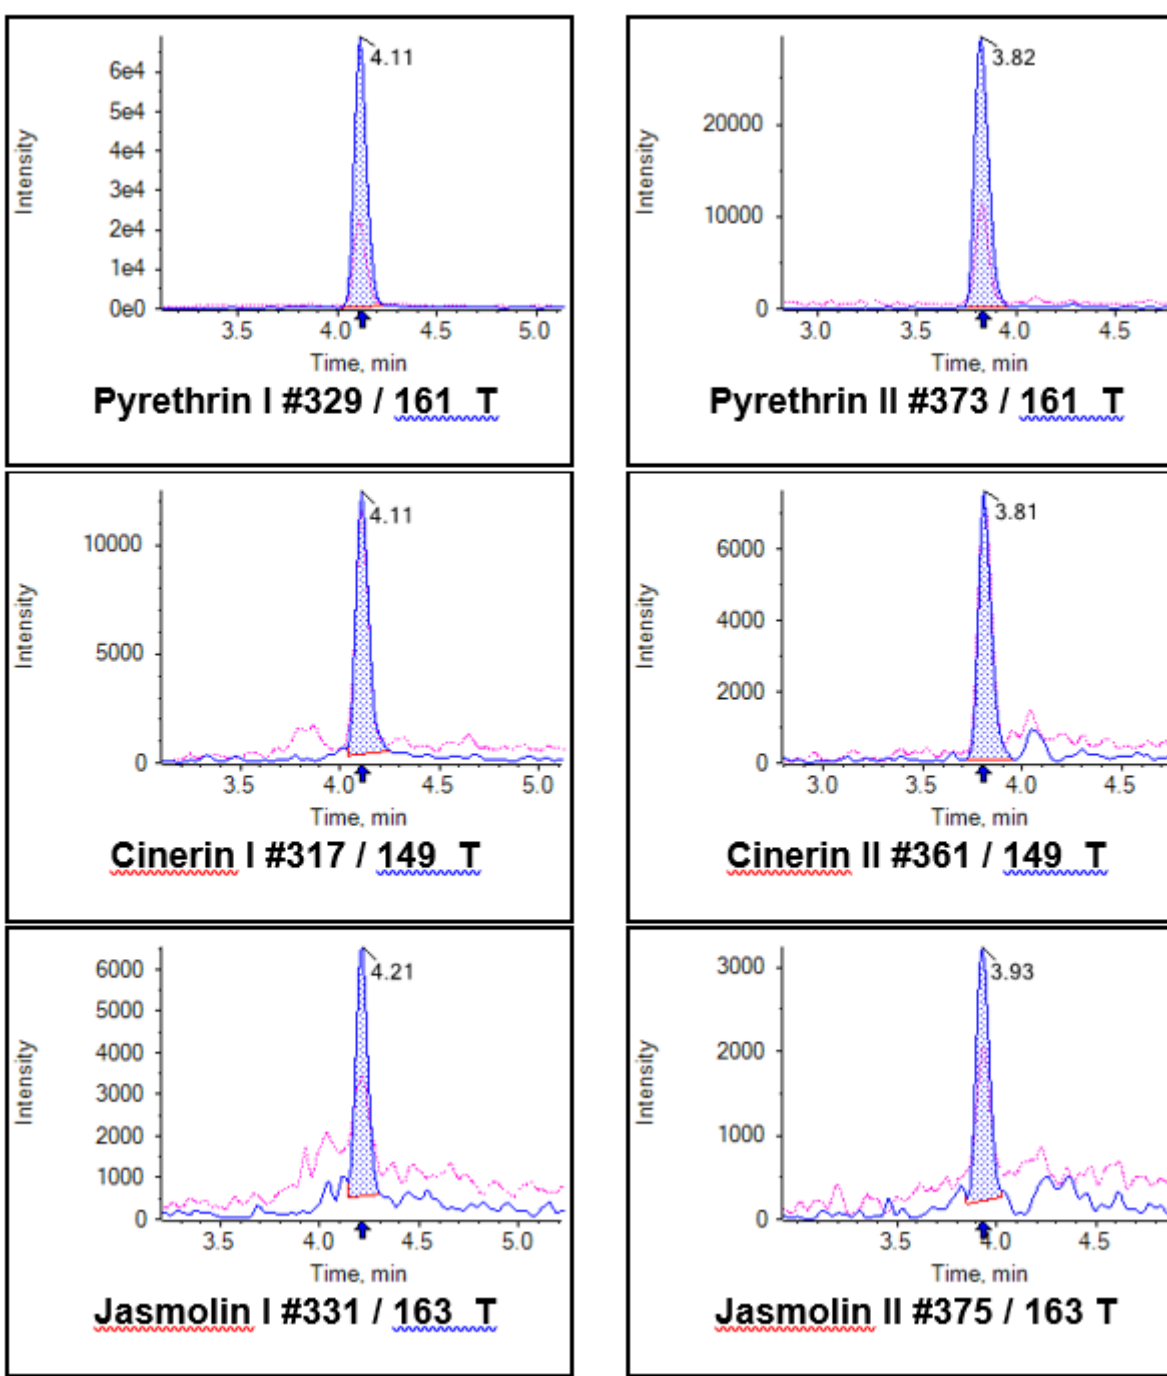 6e4
5e4
4e4
3e4
2e4
1e4
0e0
Intensity
4.11
3.5 4.0 4.5 5.0
Time, min
Pyrethrin I #329 / 161 T
20000
10000
0
Intensity
3.82
3.0 3.5 4.0 4.5
Time, min
Pyrethrin II #373 / 161 T
10000
5000
0
Intensity
4.11
3.5 4.0 4.5 5.0
Time, min
Cinerin I #317 / 149 T
6000
4000
2000
0
Intensity
3.81
3.0 3.5 4.0 4.5
Time, min
Cinerin II #361 / 149 T
6000
5000
4000
3000
2000
1000
0
Intensity
4.21
3.5 4.0 4.5 5.0
Time, min
Jasmolin I #331 / 163 T
3000
2000
1000
0
Intensity
3.93
3.5 4.0 4.5
Time, min
Jasmolin II #375 / 163 T